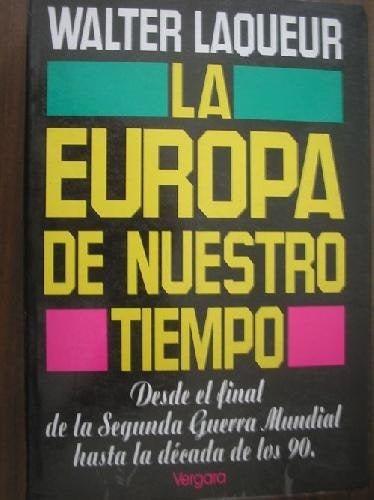 WALTER LAQUEUR
LA
EUROPA
DE NUESTRO
TIEMPO
Desde el final
de la Segunda Guerra Mundial
hasta la década de los 90.
Vergara